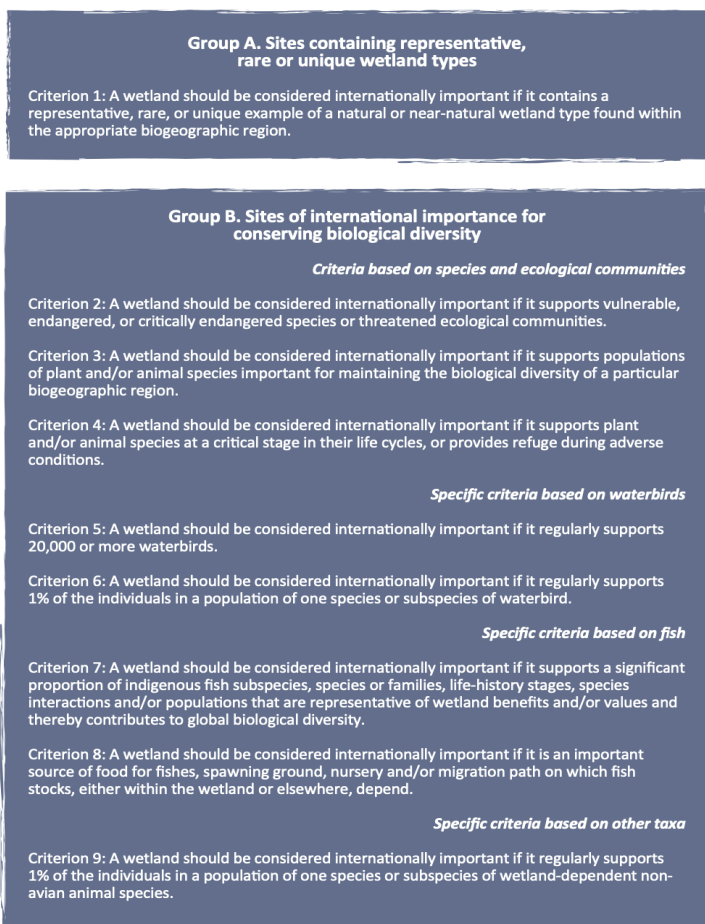 Group A. Sites containing representative,
rare or unique wetland types
Criterion 1: A wetland should be considered internationally important if it contains a
representative, rare, or unique example of a natural or near-natural wetland type found within
the appropriate biogeographic region.
Group B. Sites of international importance for
conserving biological diversity
Criteria based on species and ecological communities
Criterion 2: A wetland should be considered internationally important if it supports vulnerable,
endangered, or critically endangered species or threatened ecological communities.
Criterion 3: A wetland should be considered internationally important if it supports populations
of plant and/or animal species important for maintaining the biological diversity of a particular
biogeographic region.
Criterion 4: A wetland should be considered internationally important if it supports plant
and/or animal species at a critical stage in their life cycles, or provides refuge during adverse
conditions.
Specific criteria based on waterbirds
Criterion 5: A wetland should be considered internationally important if it regularly supports
20,000 or more waterbirds.
Criterion 6: A wetland should be considered internationally important if it regularly supports
1% of the individuals in a population of one species or subspecies of waterbird.
Specific criteria based on fish
Criterion 7: A wetland should be considered internationally important if it supports a significant
proportion of indigenous fish subspecies, species or families, life-history stages, species
interactions and/or populations that are representative of wetland benefits and/or values and
thereby contributes to global biological diversity.
Criterion 8: A wetland should be considered internationally important if it is an important
source of food for fishes, spawning ground, nursery and/or migration path on which fish
stocks, either within the wetland or elsewhere, depend.
Specific criteria based on other taxa
Criterion 9: A wetland should be considered internationally important if it regularly supports
1% of the individuals in a population of one species or subspecies of wetland-dependent non-
avian animal species.